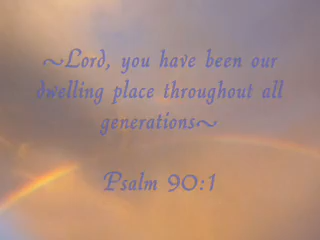 ~Lord, you have been our
dwelling place throughout all
generations~
Psalm 90:1